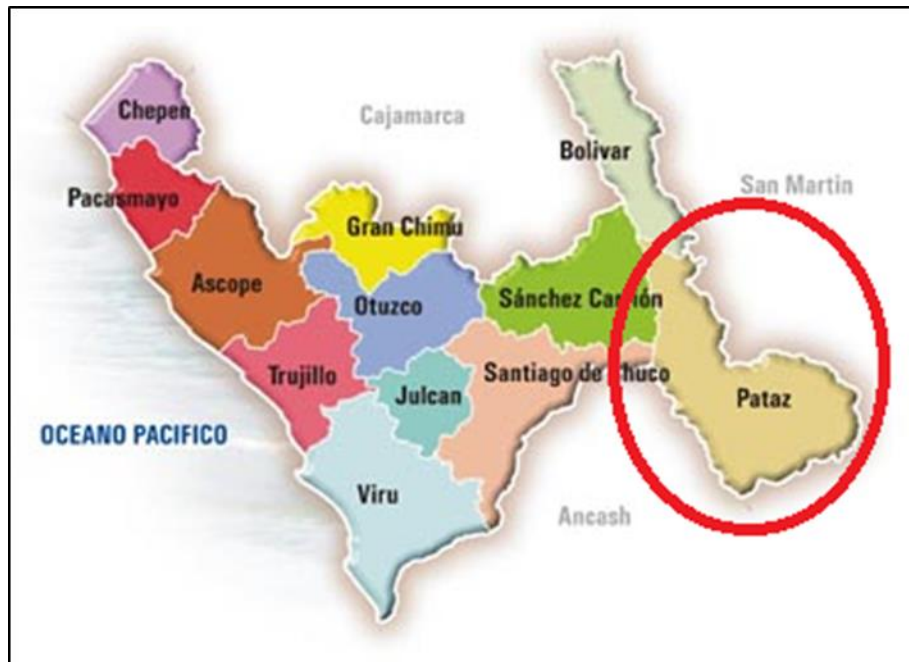 Chepen
Cajamarca
Bolivar
San Martin
Pacasmayo
Gran Chimu
Ascope
Otuzco
Sánchez Carrión
Trujillo
Julcan
Santiago de Chuco
Pataz
OCEANO PACIFICO
Viru
Ancash